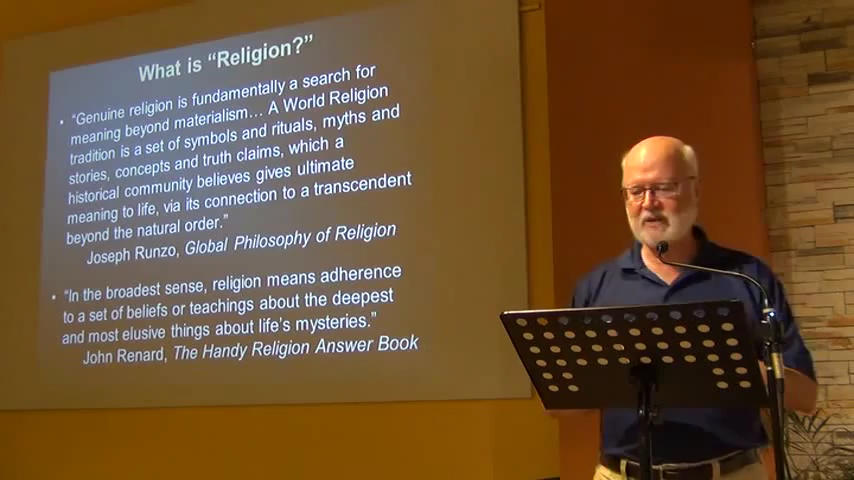 What is “Religion?”
• “Genuine religion is fundamentally a search for
meaning beyond materialism… A World Religion
tradition is a set of symbols and rituals, myths and
stories, concepts and truth claims, which a
historical community believes gives ultimate
meaning to life, via its connection to a transcendent
beyond the natural order.”
Joseph Runzo, Global Philosophy of Religion
• “In the broadest sense, religion means adherence
to a set of beliefs or teachings about the deepest
and most elusive things about life’s mysteries.”
John Renard, The Handy Religion Answer Book